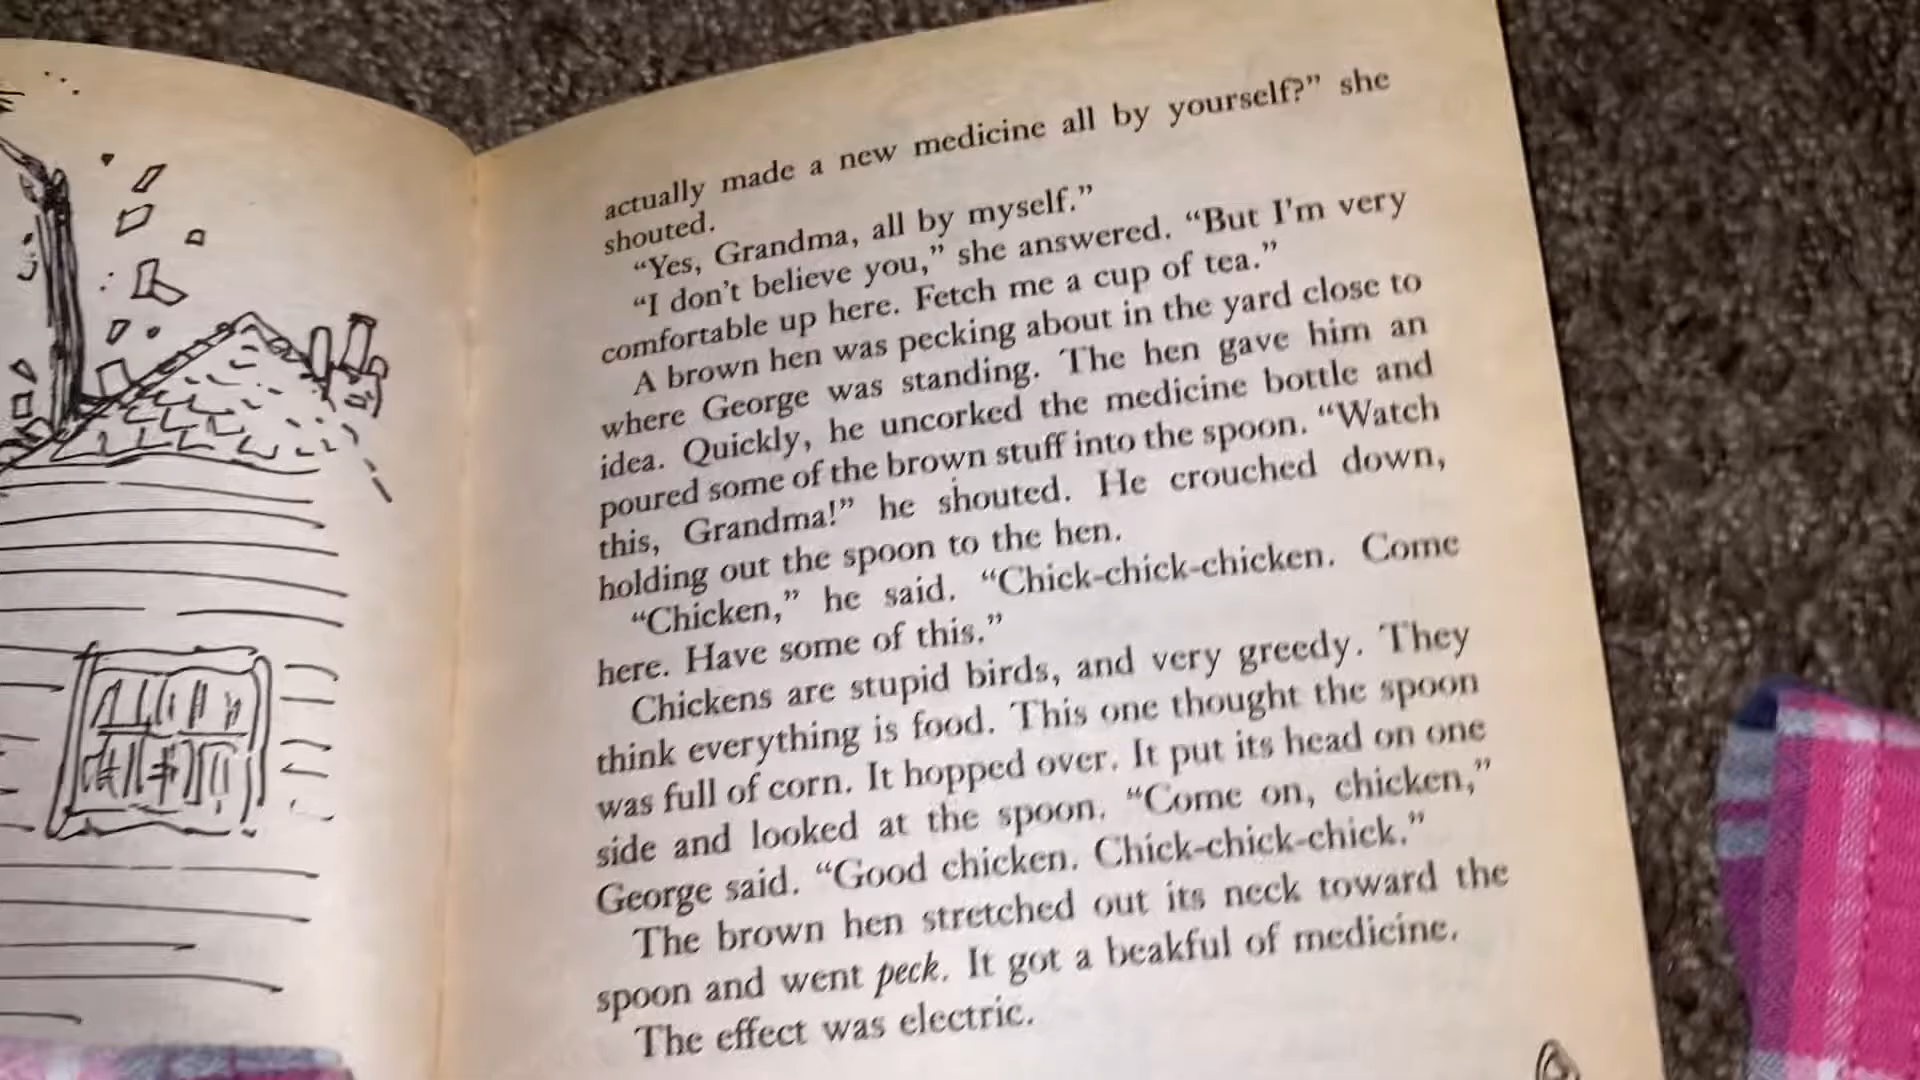 actually made a new medicine all by yourself?” she
shouted.
“Yes, Grandma, all by myself.”
“I don’t believe you,” she answered. “But I’m very
comfortable up here. Fetch me a cup of tea.”
A brown hen was pecking about in the yard close to
where George was standing. The hen gave him an
idea. Quickly, he uncorked the medicine bottle and
poured some of the brown stuff into the spoon. “Watch
this, Grandma!” he shouted. He crouched down,
holding out the spoon to the hen.
“Chicken,” he said. “Chick-chick-chicken. Come
here. Have some of this.”
Chickens are stupid birds, and very greedy. They
think everything is food. This one thought the spoon
was full of corn. It hopped over. It put its head on one
side and looked at the spoon. “Come on, chicken,”
George said. “Good chicken. Chick-chick-chick.”
The brown hen stretched out its neck toward the
spoon and went peck. It got a beakful of medicine.
The effect was electric.